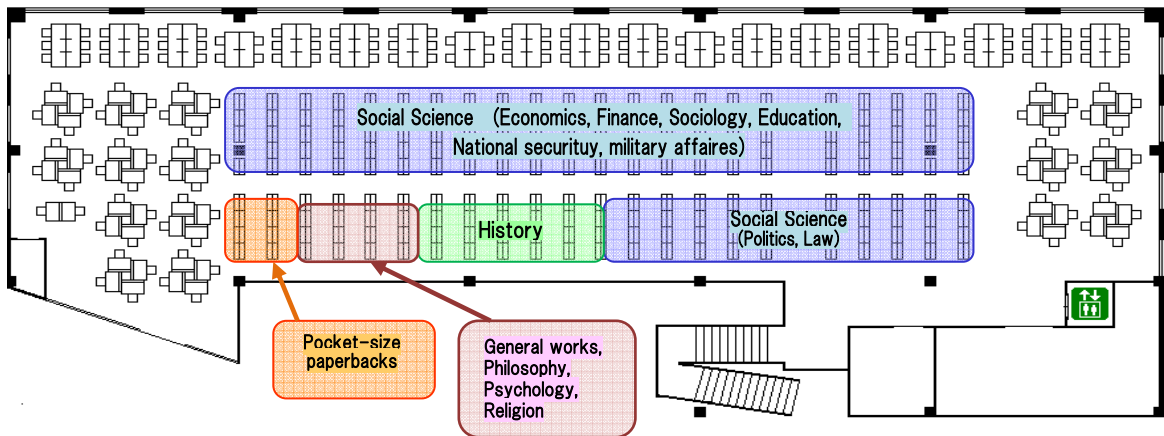 Social Science （Economics, Finance, Sociology, Education,
National securituy, military affaires)
History
Social Science
(Politics, Law)
Pocket-size
paperbacks
General works,
Philosophy,
Psychology,
Religion